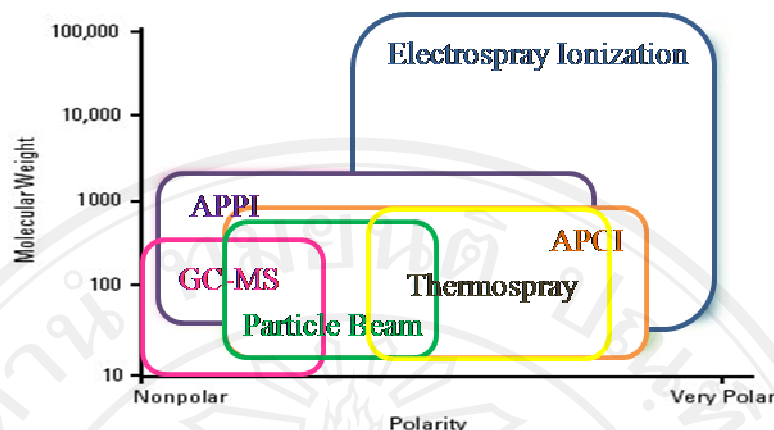 100,000
Electrospray Ionization
10,000
Molecular Weight
1000
APPI
APCI
GC-MS
100
Thermospray
Particle Beam
10
Nonpolar
Very Polar
Polarity